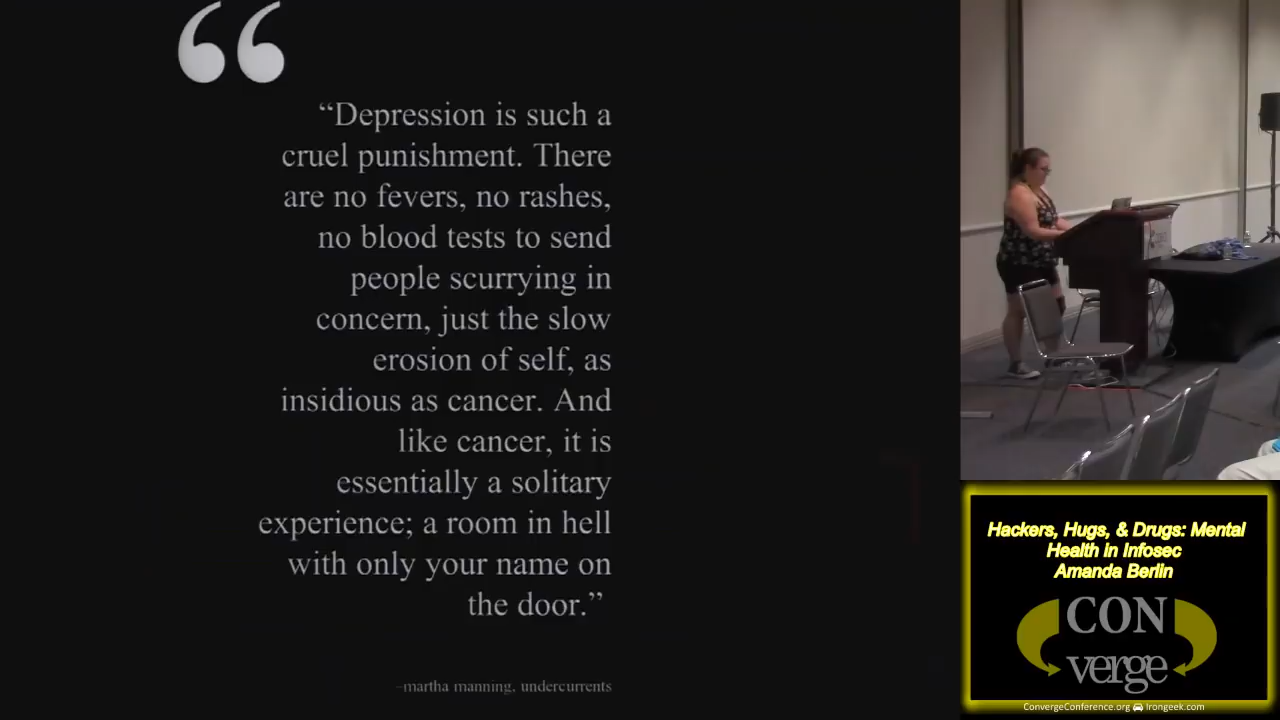 “
“Depression is such a
cruel punishment. There
are no fevers, no rashes,
no blood tests to send
people scurrying in
concern, just the slow
erosion of self, as
insidious as cancer. And
like cancer, it is
essentially a solitary
experience; a room in hell
with only your name on
the door.”
–martha manning, undercurrents
Hackers, Hugs, & Drugs: Mental
Health in Infosec
Amanda Berlin
CON
verge
ConvergeConference.org Irongeek.com